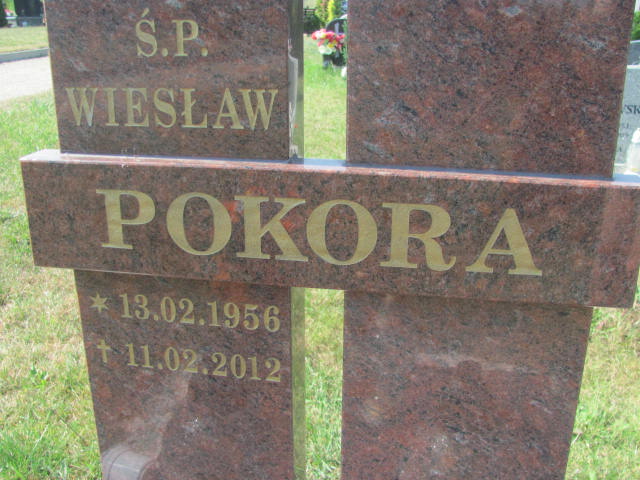 Ś.P.
WIESŁAW
POKORA
* 13.02.1956
† 11.02.2012